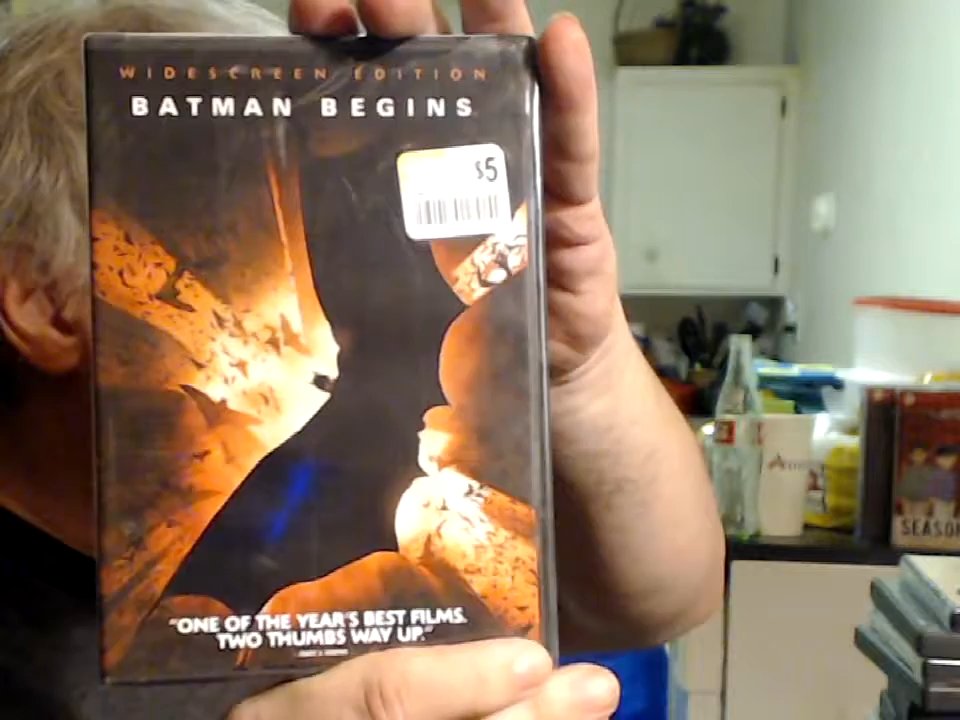 WIDESCREEN EDITION
BATMAN BEGINS
$5
"ONE OF THE YEAR'S BEST FILMS.
TWO THUMBS WAY UP."
SEASON